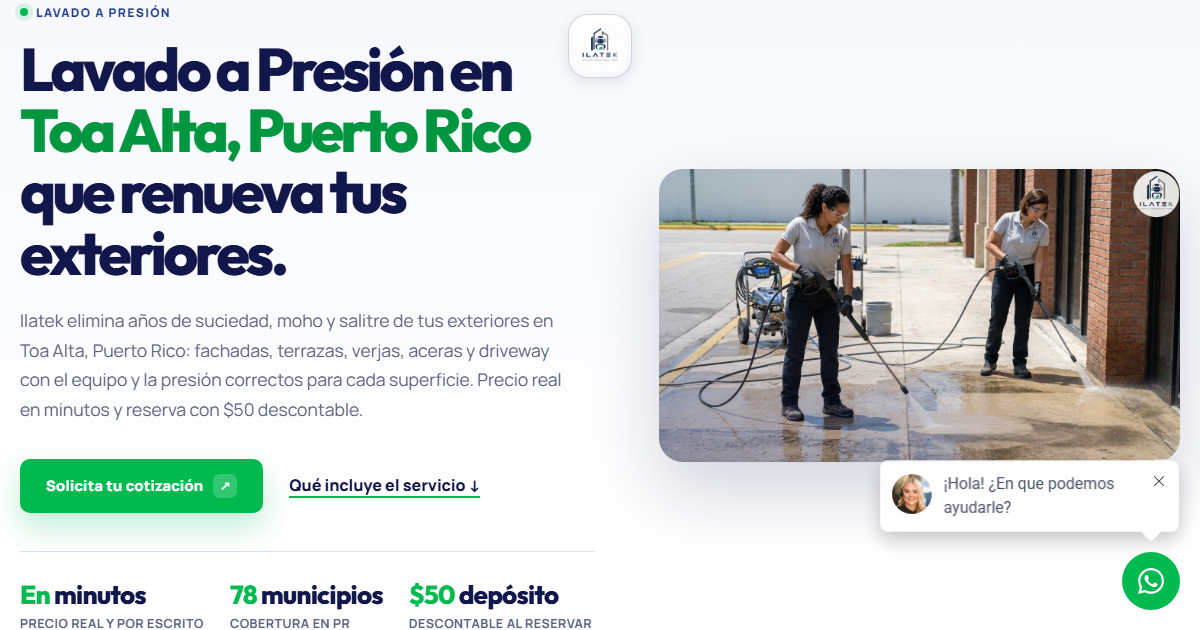 LAVADO A PRESIÓN
ILATEK
Lavado a Presión en
Toa Alta, Puerto Rico
que renueva tus
exteriores.
Ilatek elimina años de suciedad, moho y salitre de tus exteriores en
Toa Alta, Puerto Rico: fachadas, terrazas, verjas, aceras y driveway
con el equipo y la presión correctos para cada superficie. Precio real
en minutos y reserva con $50 descontable.
Solicita tu cotización ↗
Qué incluye el servicio ↓
En minutos
PRECIO REAL Y POR ESCRITO
78 municipios
COBERTURA EN PR
$50 depósito
DESCONTABLE AL RESERVAR
ILATEK
¡Hola! ¿En que podemos
ayudarle?